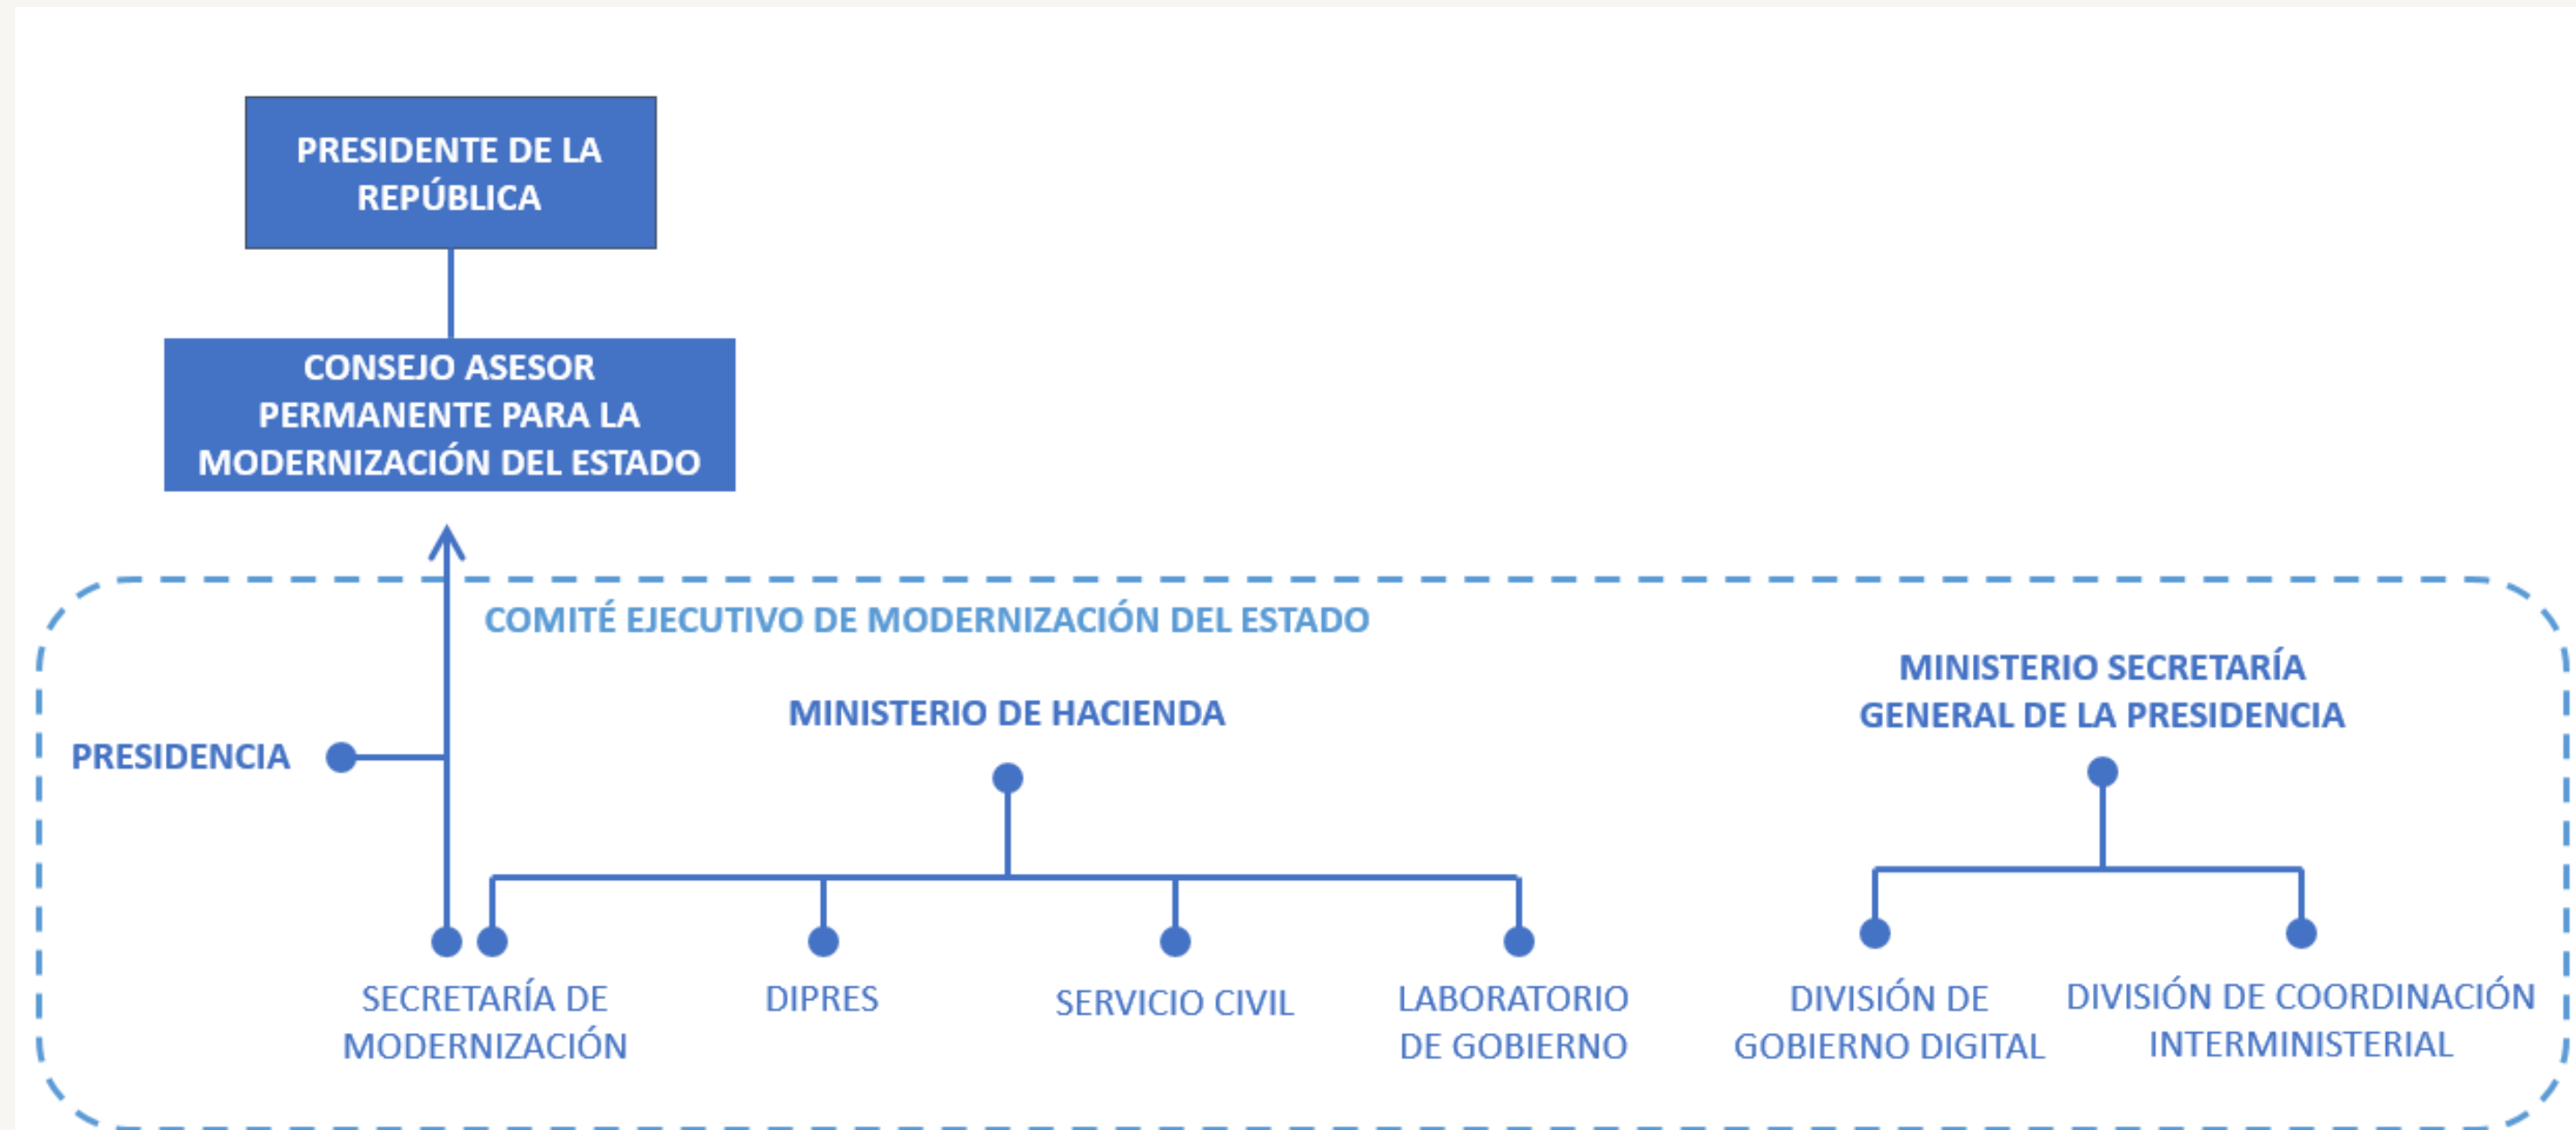 PRESIDENTE DE LA
REPÚBLICA
CONSEJO ASESOR
PERMANENTE PARA LA
MODERNIZACIÓN DEL ESTADO
COMITÉ EJECUTIVO DE MODERNIZACIÓN DEL ESTADO
PRESIDENCIA
MINISTERIO DE HACIENDA
MINISTERIO SECRETARÍA
GENERAL DE LA PRESIDENCIA
SECRETARÍA DE
MODERNIZACIÓN
DIPRES
SERVICIO CIVIL
LABORATORIO
DE GOBIERNO
DIVISIÓN DE
GOBIERNO DIGITAL
DIVISIÓN DE COORDINACIÓN
INTERMINISTERIAL